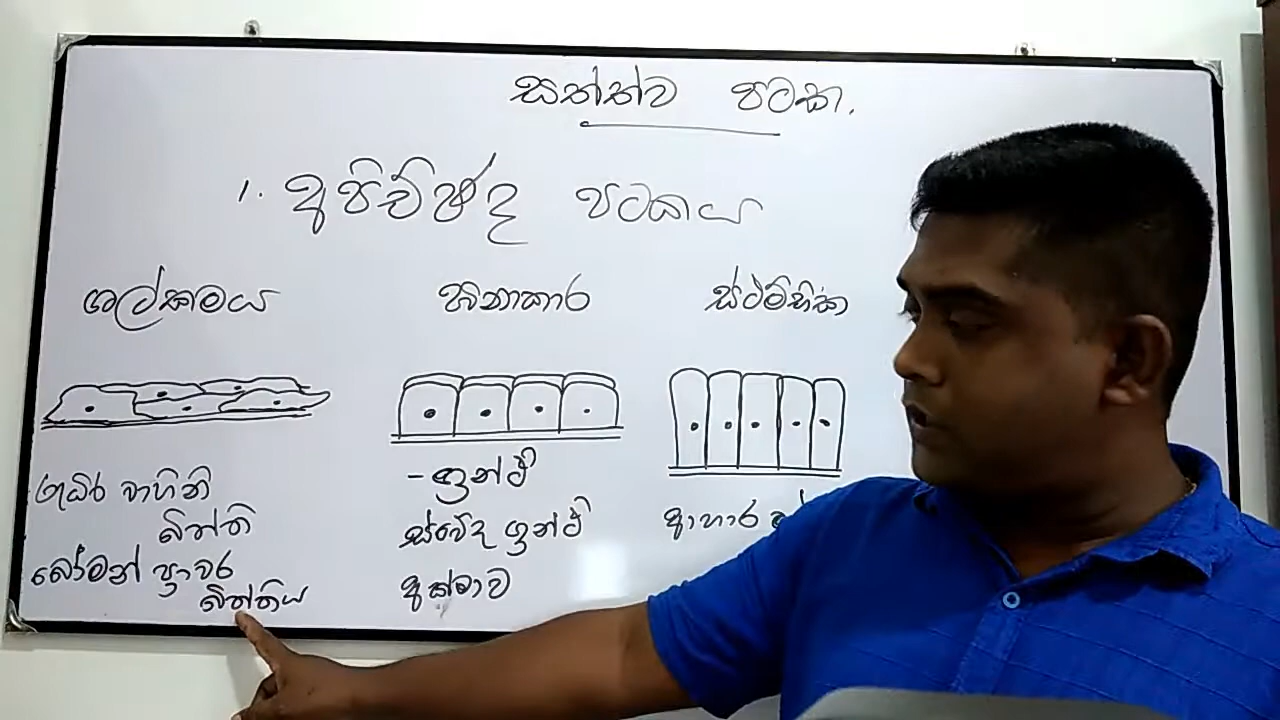 සත්ත්ව පටක.
1. අපිච්ඡද පටකය
ශල්කමය
ඝනාකාර
ස්ථම්භික
රුධිර වාහිනි
බිත්ති
බෝමන් ප්‍රාවර
බිත්තිය
- ග්‍රන්ථි
ස්වේද ග්‍රන්ථි
අක්මාව
ආහාර